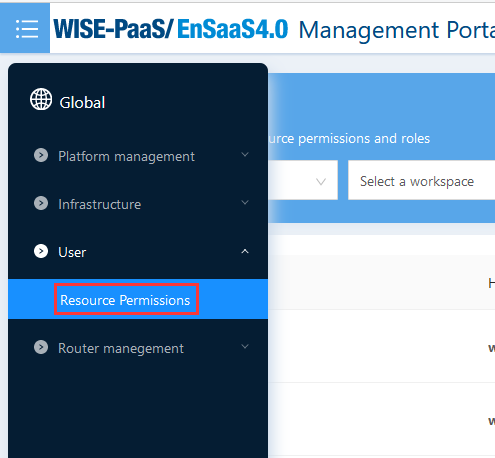 WISE-PaaS/ EnSaaS4.0 Management Porta
Global
urce permissions and roles
Platform management
Select a workspace
Infrastructure
User
H
Resource Permissions
w
Router manegement
w